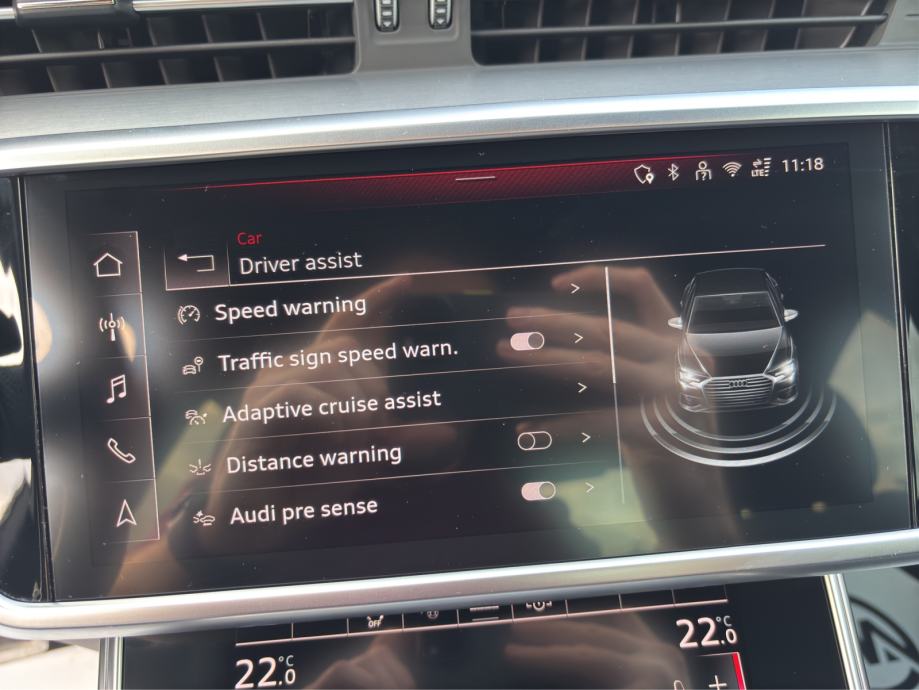 LTE 11:18
Car
Driver assist
Speed warning
Traffic sign speed warn.
Adaptive cruise assist
Distance warning
Audi pre sense
OFF
22.0 °C
22.0 °C